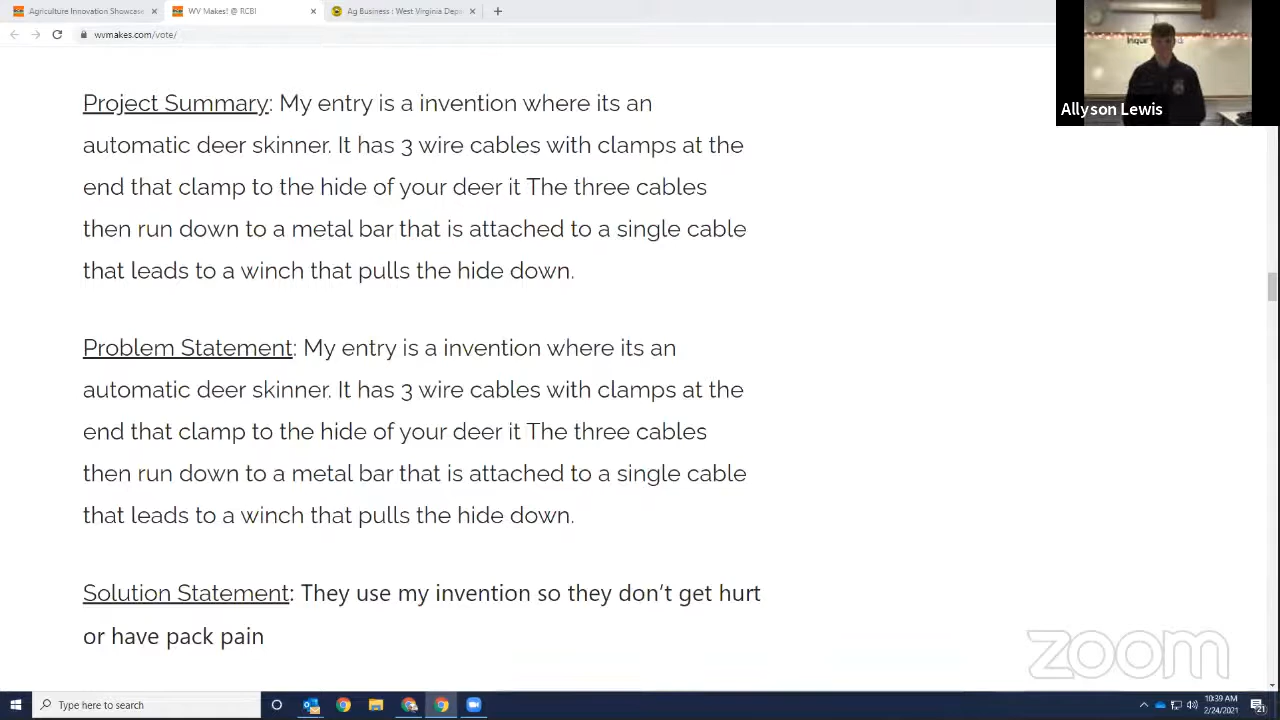 Agriculture Innovation Showcase
WV Makes! @ RCBI
Ag Business : West Virginia Depa
wvmakes.com/vote/
Allyson Lewis
Project Summary: My entry is a invention where its an
automatic deer skinner. It has 3 wire cables with clamps at the
end that clamp to the hide of your deer it The three cables
then run down to a metal bar that is attached to a single cable
that leads to a winch that pulls the hide down.
Problem Statement: My entry is a invention where its an
automatic deer skinner. It has 3 wire cables with clamps at the
end that clamp to the hide of your deer it The three cables
then run down to a metal bar that is attached to a single cable
that leads to a winch that pulls the hide down.
Solution Statement: They use my invention so they don't get hurt
or have pack pain
zoom
Type here to search
10:39 AM
2/24/2021
21